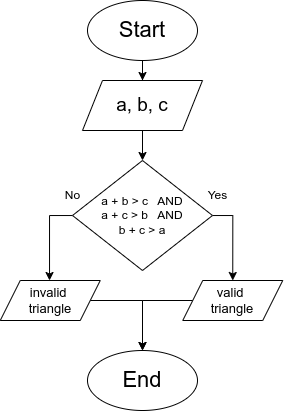 Start
a, b, c
No
Yes
a + b > c AND
a + c > b AND
b + c > a
invalid
triangle
valid
triangle
End